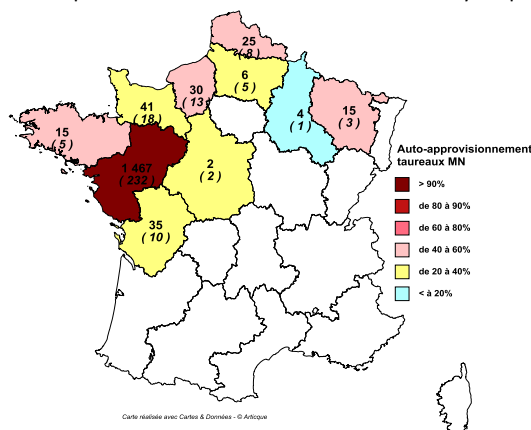 25
( 8 )
6
( 5 )
30
( 13 )
41
( 18 )
4
( 1 )
15
( 3 )
15
( 5 )
1 467
( 232 )
2
( 2 )
35
( 10 )
Auto-approvisionnement
taureaux MN
> 90%
de 80 à 90%
de 60 à 80%
de 40 à 60%
de 20 à 40%
< à 20%
Carte réalisée avec Cartes & Données - © Articque